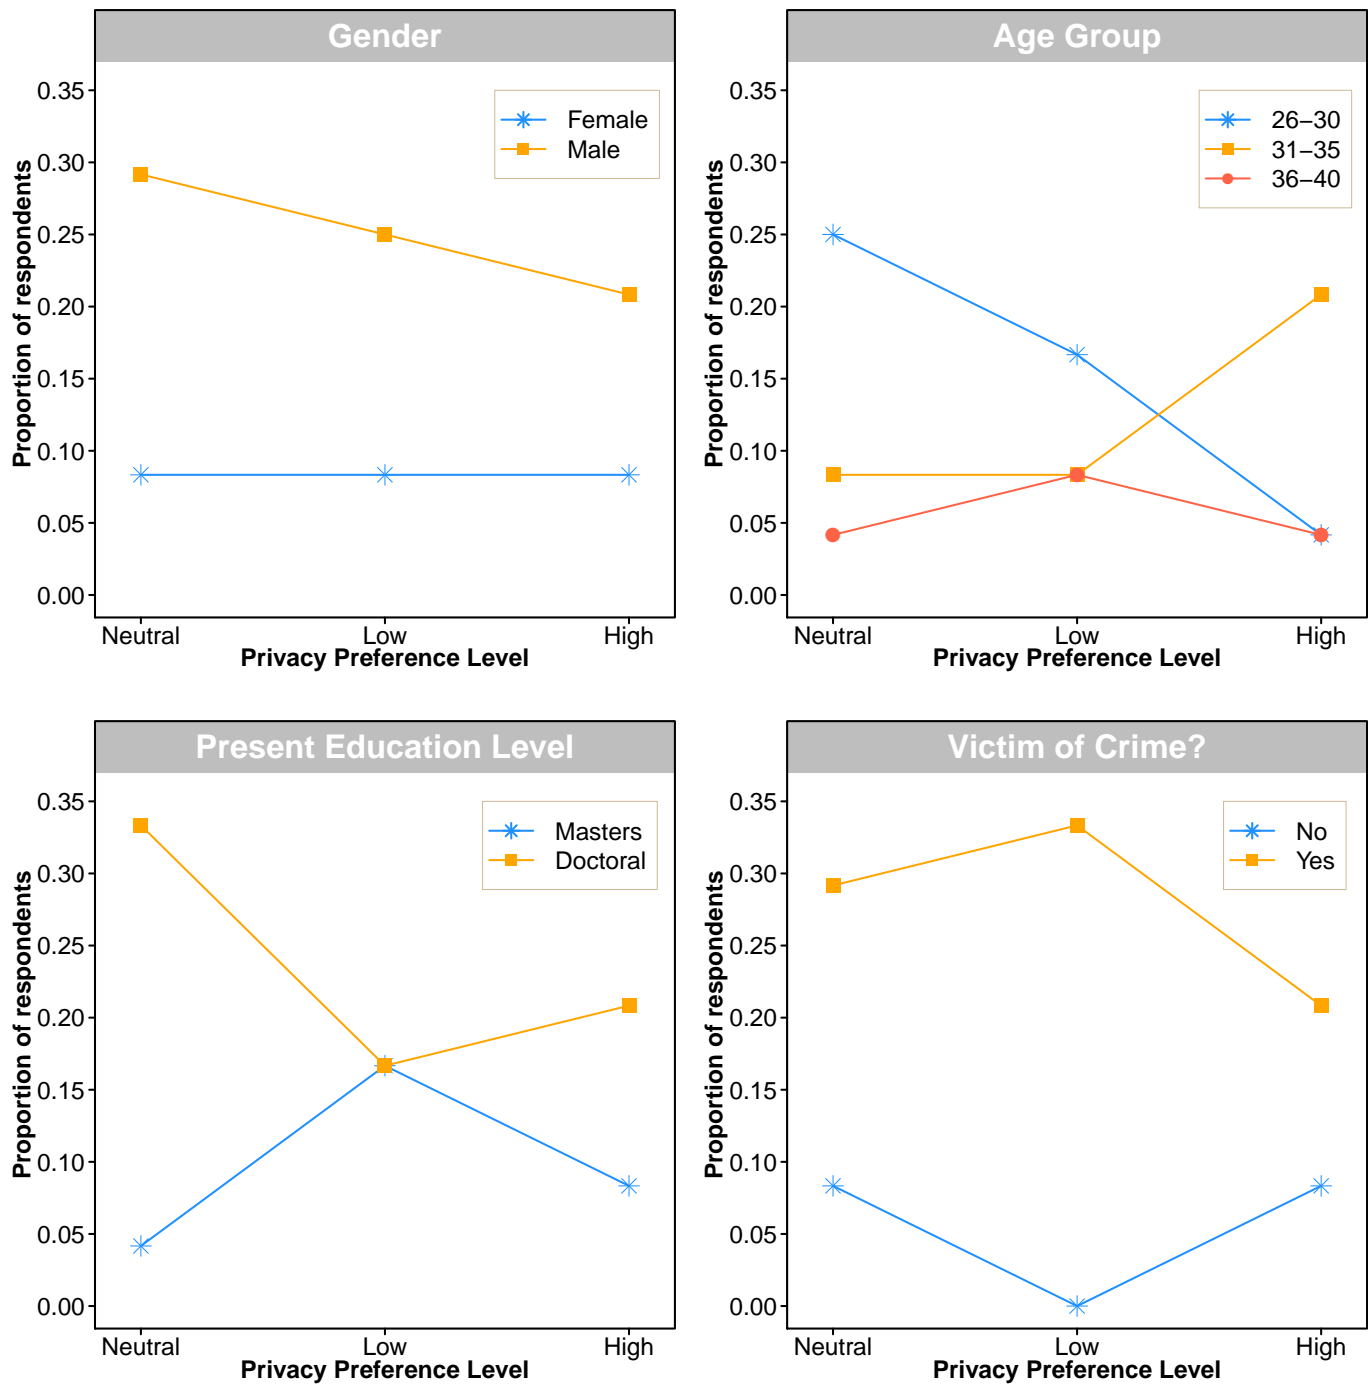 Gender
Proportion of respondents
0.35
0.30
0.25
0.20
0.15
0.10
0.05
0.00
Female
Male
Neutral Low High
Privacy Preference Level
Age Group
Proportion of respondents
0.35
0.30
0.25
0.20
0.15
0.10
0.05
0.00
26–30
31–35
36–40
Neutral Low High
Privacy Preference Level
Present Education Level
Proportion of respondents
0.35
0.30
0.25
0.20
0.15
0.10
0.05
0.00
Masters
Doctoral
Neutral Low High
Privacy Preference Level
Victim of Crime?
Proportion of respondents
0.35
0.30
0.25
0.20
0.15
0.10
0.05
0.00
No
Yes
Neutral Low High
Privacy Preference Level